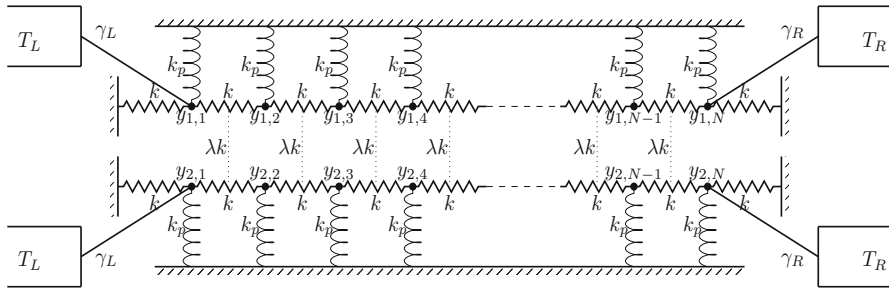 T_L γ_L γ_R T_R
k_p k_p k_p k_p k_p k_p
k k k k k k k k
y_{1,1} y_{1,2} y_{1,3} y_{1,4} y_{1,N−1} y_{1,N}
λk λk λk λk λk λk
y_{2,1} y_{2,2} y_{2,3} y_{2,4} y_{2,N−1} y_{2,N}
k k k k k k k k
k_p k_p k_p k_p k_p k_p
T_L γ_L γ_R T_R